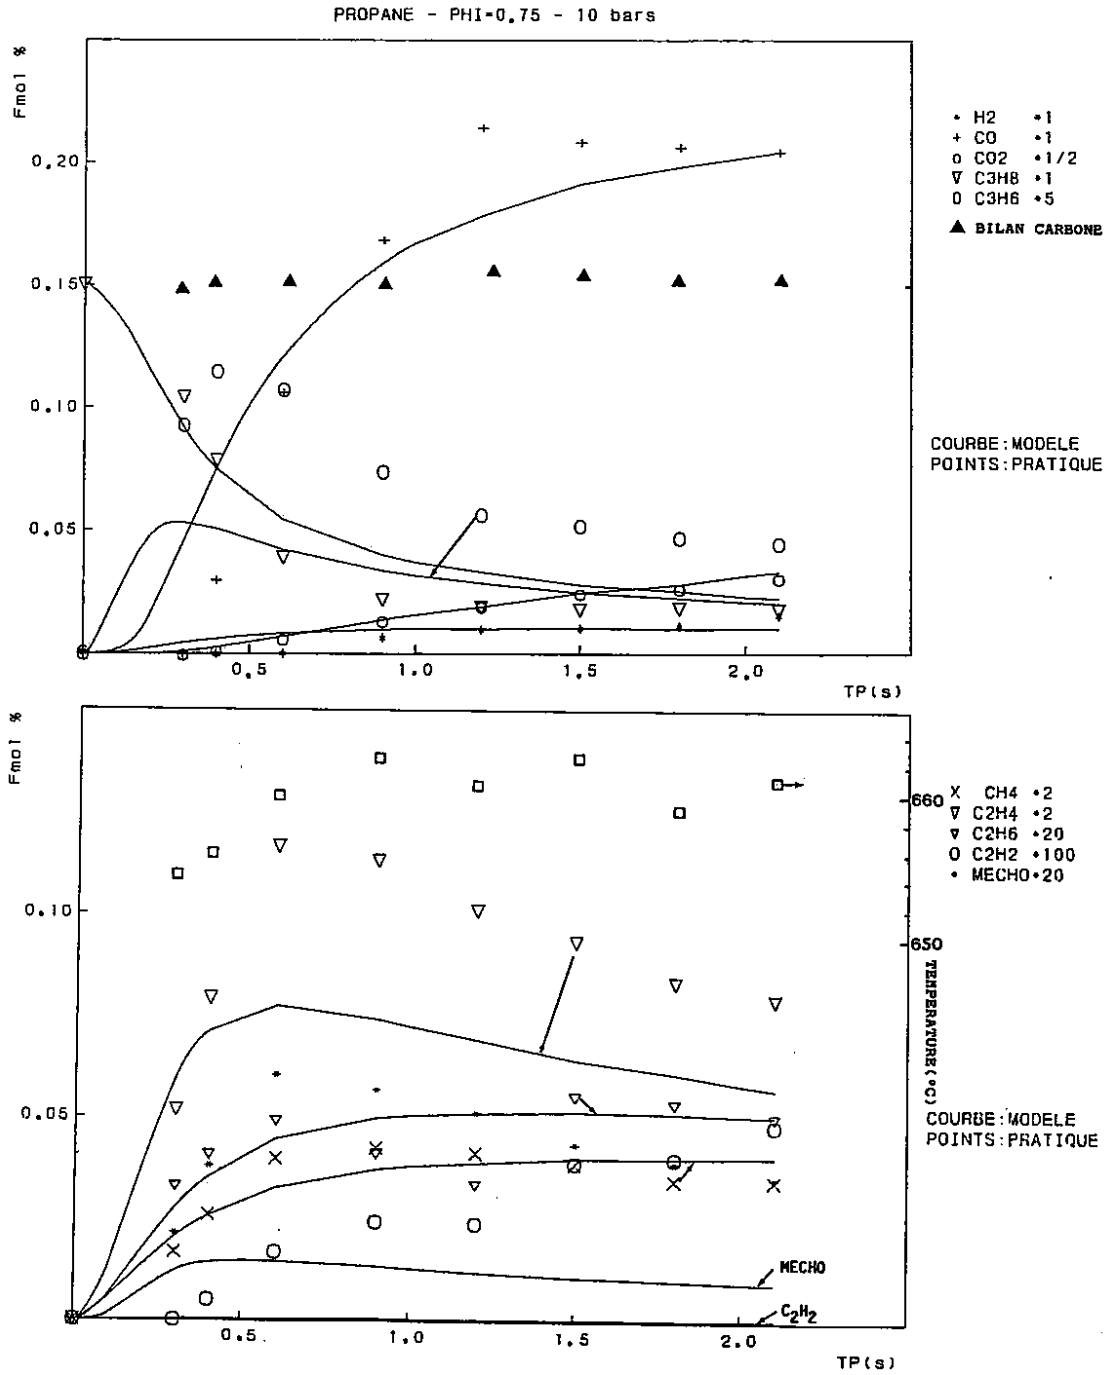 PROPANE - PHI=0.75 - 10 bars
Fmol %
0.20
0.15
0.10
0.05
0.5
1.0
1.5
2.0
TP(s)
H2 *1
CO *1
CO2 *1/2
C3H8 *1
C3H6 *5
BILAN CARBONE
COURBE:MODELE
POINTS:PRATIQUE
Fmol %
0.10
0.05
0.5
1.0
1.5
2.0
TP(s)
660
650
TEMPERATURE(°C)
CH4 *2
C2H4 *2
C2H6 *20
C2H2 *100
MECHO*20
COURBE:MODELE
POINTS:PRATIQUE
MECHO
C2H2